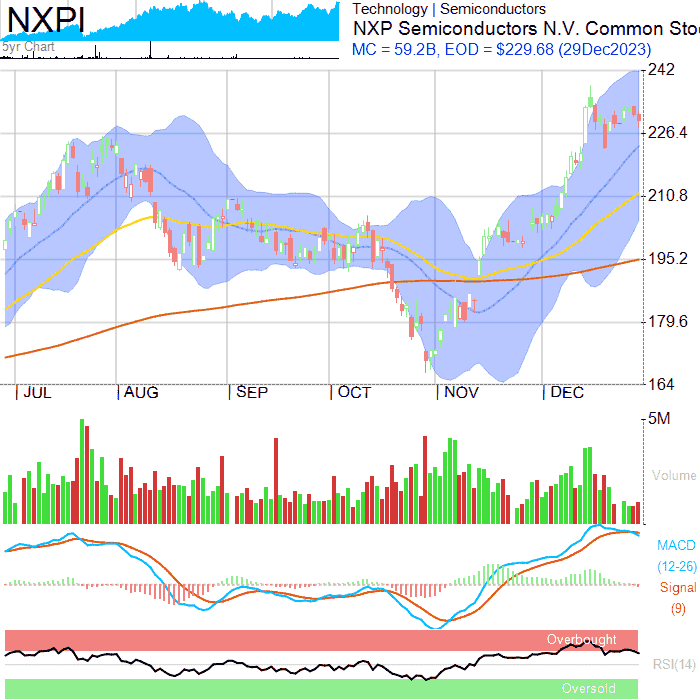 NXPI
5yr Chart
Technology | Semiconductors
NXP Semiconductors N.V. Common Sto
MC = 59.2B, EOD = $229.68 (29Dec2023)
242
226.4
210.8
195.2
179.6
164
JUL
AUG
SEP
OCT
NOV
DEC
5M
Volume
MACD
(12-26)
Signal
(9)
Overbought
RSI(14)
Oversold